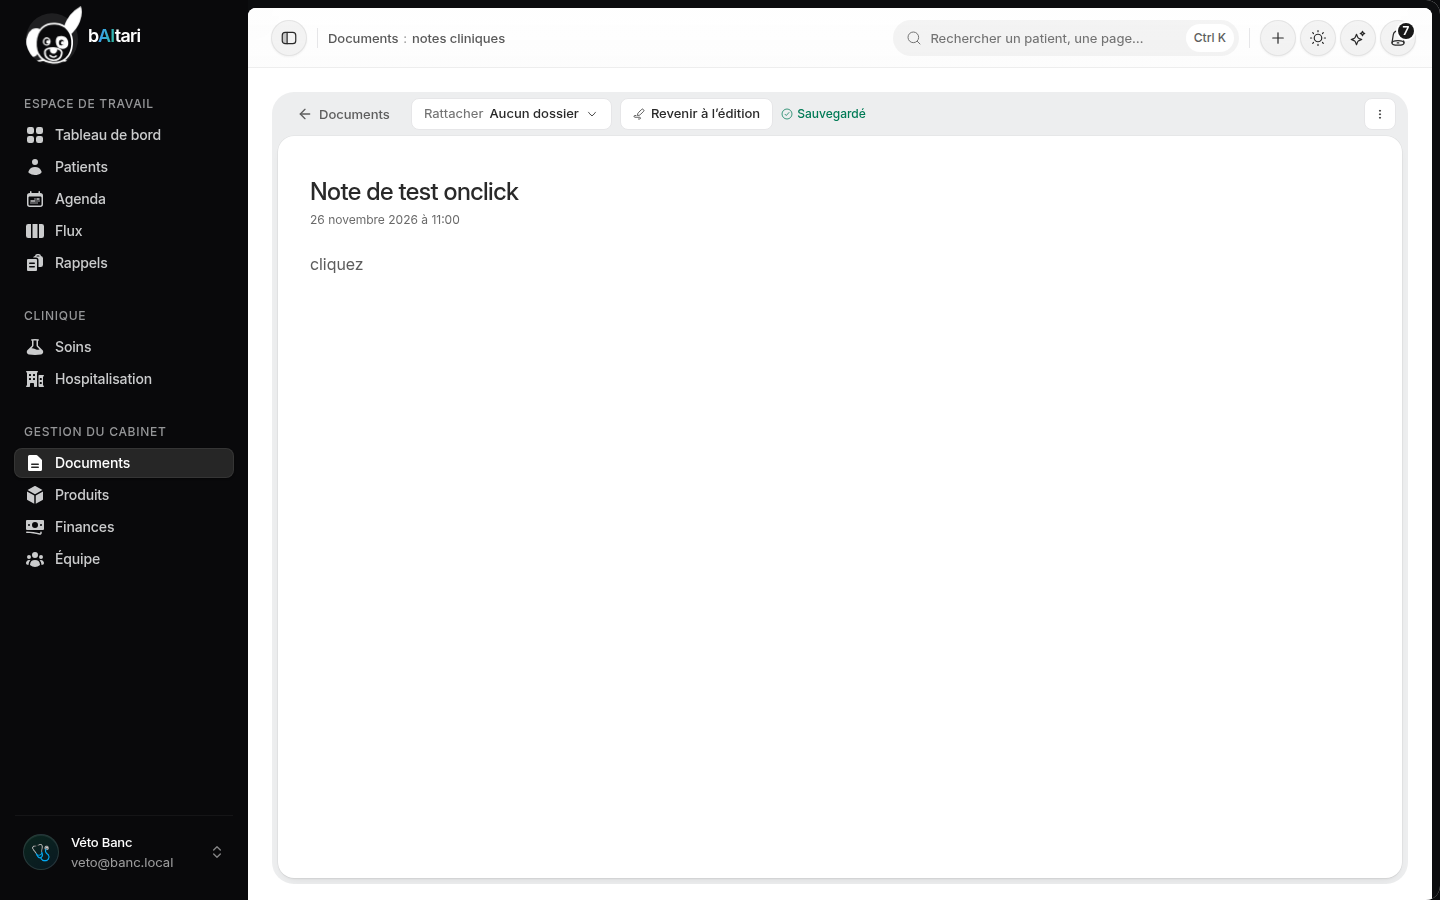 bAItari
ESPACE DE TRAVAIL
Tableau de bord
Patients
Agenda
Flux
Rappels
CLINIQUE
Soins
Hospitalisation
GESTION DU CABINET
Documents
Produits
Finances
Équipe
Véto Banc
veto@banc.local
Documents : notes cliniques
Rechercher un patient, une page...
Ctrl K
7
Documents
Rattacher Aucun dossier
Revenir à l’édition
Sauvegardé
Note de test onclick
26 novembre 2026 à 11:00
cliquez